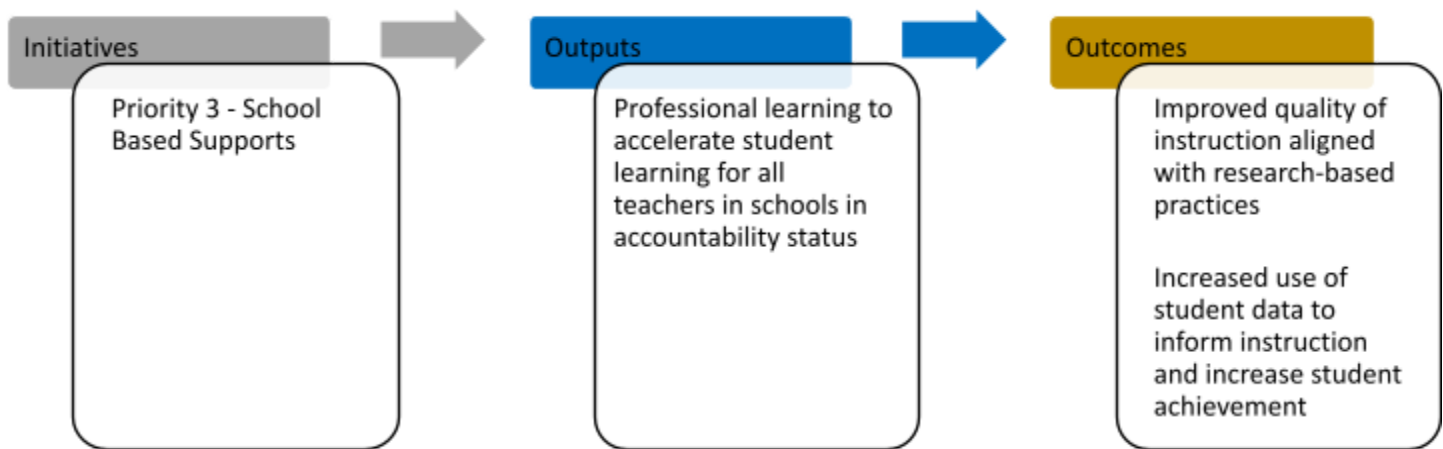 Initiatives
Priority 3 - School
Based Supports
Outputs
Professional learning to
accelerate student
learning for all
teachers in schools in
accountability status
Outcomes
Improved quality of
instruction aligned
with research-based
practices
Increased use of
student data to
inform instruction
and increase student
achievement